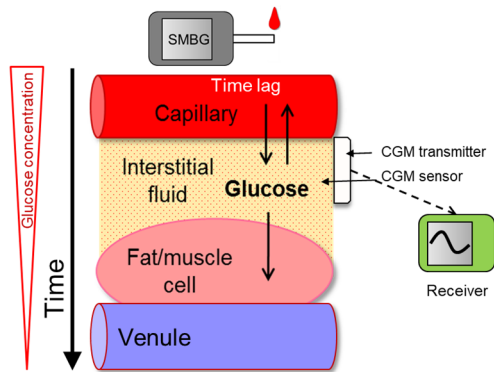 SMBG
Time lag
Capillary
Glucose concentration
Time
Interstitial
fluid
Glucose
CGM transmitter
CGM sensor
Fat/muscle
cell
Receiver
Venule